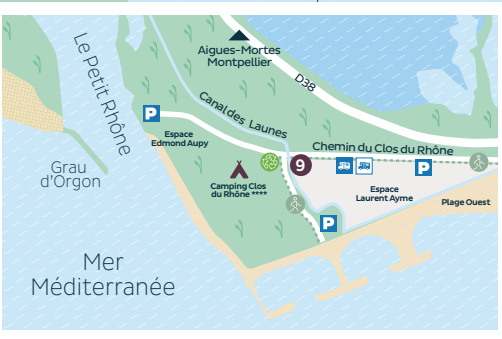 Aigues-Mortes
Montpellier
D38
Le Petit Rhône
Canal des Launes
P
Espace
Edmond Aupy
Chemin du Clos du Rhône
9
P
Grau
d'Orgon
Camping Clos
du Rhône ****
Espace
Laurent Ayme
Plage Ouest
P
Mer
Méditerranée